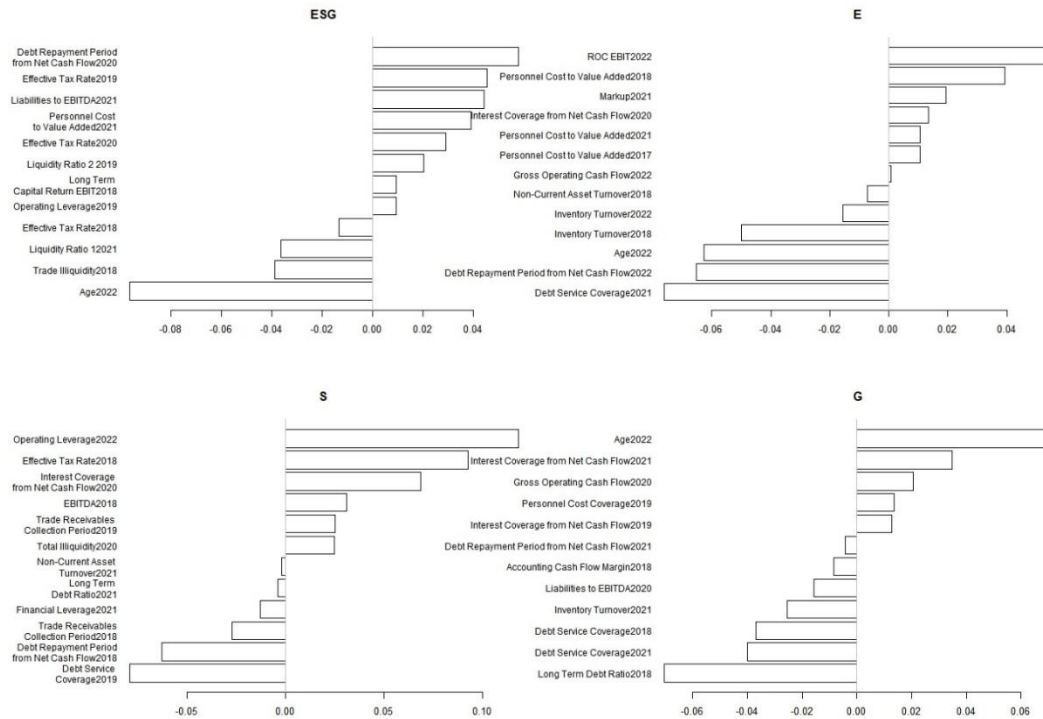 ESG
Debt Repayment Period
from Net Cash Flow2020
Effective Tax Rate2019
Liabilities to EBITDA2021
Personnel Cost
to Value Added2021
Effective Tax Rate2020
Liquidity Ratio 2 2019
Long Term
Capital Return EBIT2018
Operating Leverage2019
Effective Tax Rate2018
Liquidity Ratio 12021
Trade Illiquidity2018
Age2022
-0.08
-0.06
-0.04
-0.02
0.00
0.02
0.04
E
ROC EBIT2022
Personnel Cost to Value Added2018
Markup2021
Interest Coverage from Net Cash Flow2020
Personnel Cost to Value Added2021
Personnel Cost to Value Added2017
Gross Operating Cash Flow2022
Non-Current Asset Turnover2018
Inventory Turnover2022
Inventory Turnover2018
Age2022
Debt Repayment Period from Net Cash Flow2022
Debt Service Coverage2021
-0.06
-0.04
-0.02
0.00
0.02
0.04
S
Operating Leverage2022
Effective Tax Rate2018
Interest Coverage
from Net Cash Flow2020
EBITDA2018
Trade Receivables
Collection Period2019
Total Illiquidity2020
Non-Current Asset
Turnover2021
Long Term
Debt Ratio2021
Financial Leverage2021
Trade Receivables
Collection Period2018
Debt Repayment Period
from Net Cash Flow2018
Debt Service
Coverage2019
-0.05
0.00
0.05
0.10
G
Age2022
Interest Coverage from Net Cash Flow2021
Gross Operating Cash Flow2020
Personnel Cost Coverage2019
Interest Coverage from Net Cash Flow2019
Debt Repayment Period from Net Cash Flow2021
Accounting Cash Flow Margin2018
Liabilities to EBITDA2020
Inventory Turnover2021
Debt Service Coverage2018
Debt Service Coverage2021
Long Term Debt Ratio2018
-0.06
-0.04
-0.02
0.00
0.02
0.04
0.06